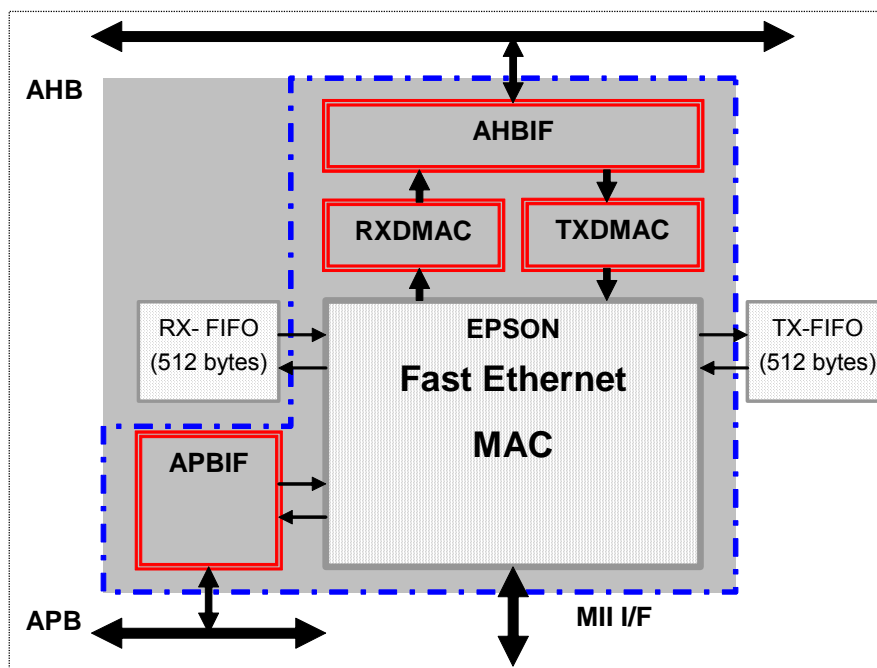 AHB
AHBIF
RXDMAC
TXDMAC
RX- FIFO
(512 bytes)
EPSON
Fast Ethernet
MAC
TX-FIFO
(512 bytes)
APBIF
APB
MII I/F